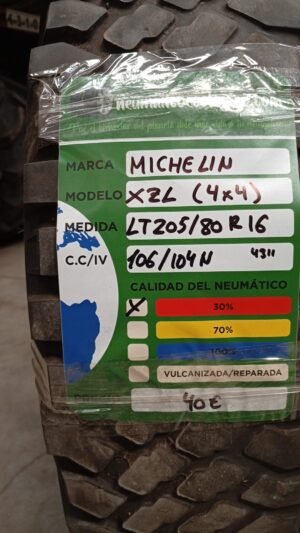 MARCA MICHELIN
MODELO XZL (4x4)
MEDIDA LT205/80 R16
C.C/IV 106/104N 43"
CALIDAD DEL NEUMÁTICO
X 30%
70%
100%
VULCANIZADA/REPARADA
40€